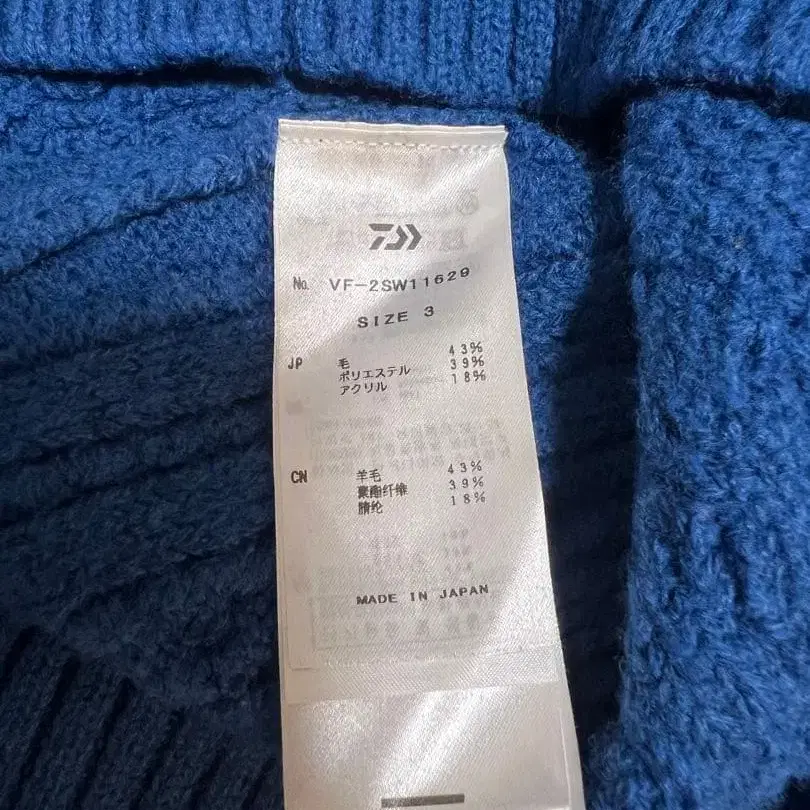 No. VF-2SW11629
SIZE 3
JP 毛 43%
ポリエステル 39%
アクリル 18%
CN 羊毛 43%
聚酯纤维 39%
腈纶 18%
MADE IN JAPAN